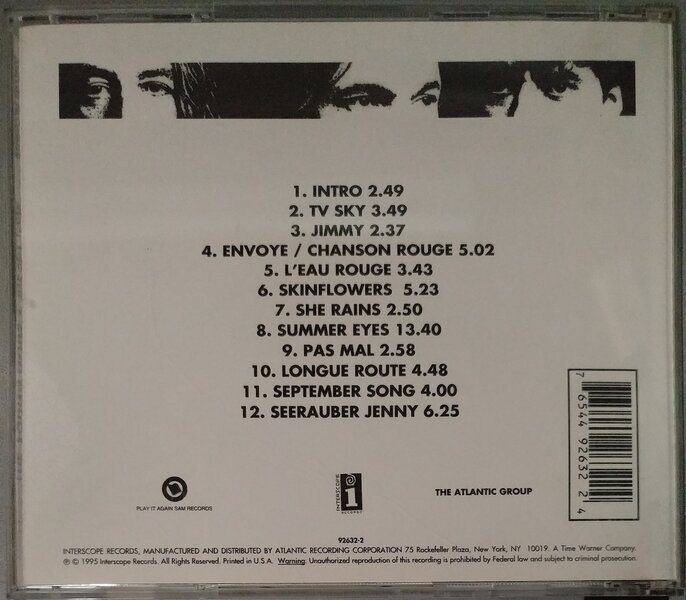 1. INTRO 2.49
2. TV SKY 3.49
3. JIMMY 2.37
4. ENVOYE / CHANSON ROUGE 5.02
5. L'EAU ROUGE 3.43
6. SKINFLOWERS 5.23
7. SHE RAINS 2.50
8. SUMMER EYES 13.40
9. PAS MAL 2.58
10. LONGUE ROUTE 4.48
11. SEPTEMBER SONG 4.00
12. SEERAUBER JENNY 6.25
7 6544 92632 2 4
PLAY IT AGAIN SAM RECORDS
INTERSCOPE RECORDS
THE ATLANTIC GROUP
92632-2
INTERSCOPE RECORDS, MANUFACTURED AND DISTRIBUTED BY ATLANTIC RECORDING CORPORATION 75 Rockefeller Plaza, New York, NY 10019. A Time Warner Company.
℗ © 1995 Interscope Records. All Rights Reserved. Printed in U.S.A. Warning: Unauthorized reproduction of this recording is prohibited by Federal law and subject to criminal prosecution.